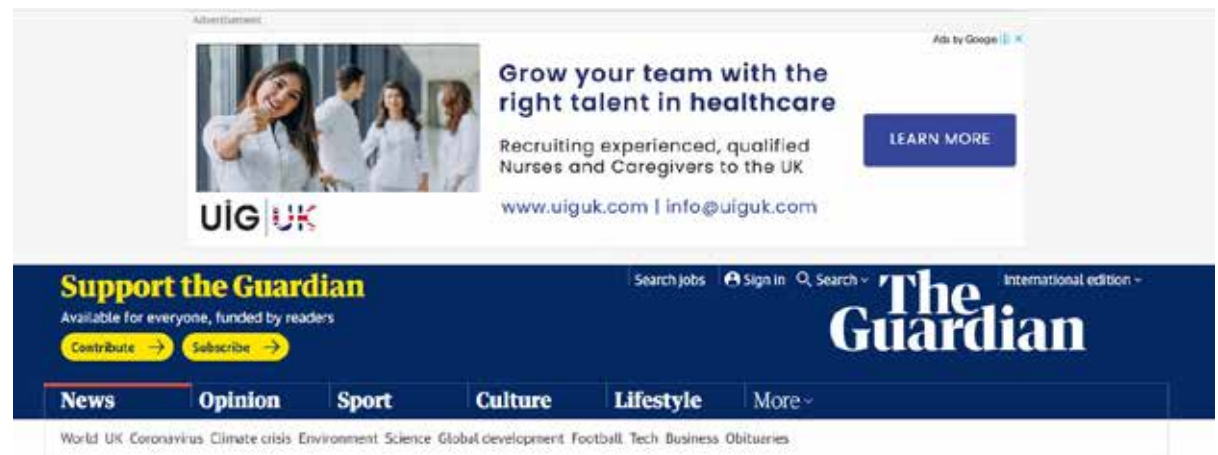 Advertisement
Ads by Google
Grow your team with the
right talent in healthcare
Recruiting experienced, qualified
Nurses and Caregivers to the UK
www.uiguk.com | info@uiguk.com
LEARN MORE
UiG UK
Support the Guardian
Available for everyone, funded by readers
Contribute →
Subscribe →
Search jobs
Sign in
Search
International edition
The
Guardian
News Opinion Sport Culture Lifestyle More
World UK Coronavirus Climate crisis Environment Science Global development Football Tech Business Obituaries